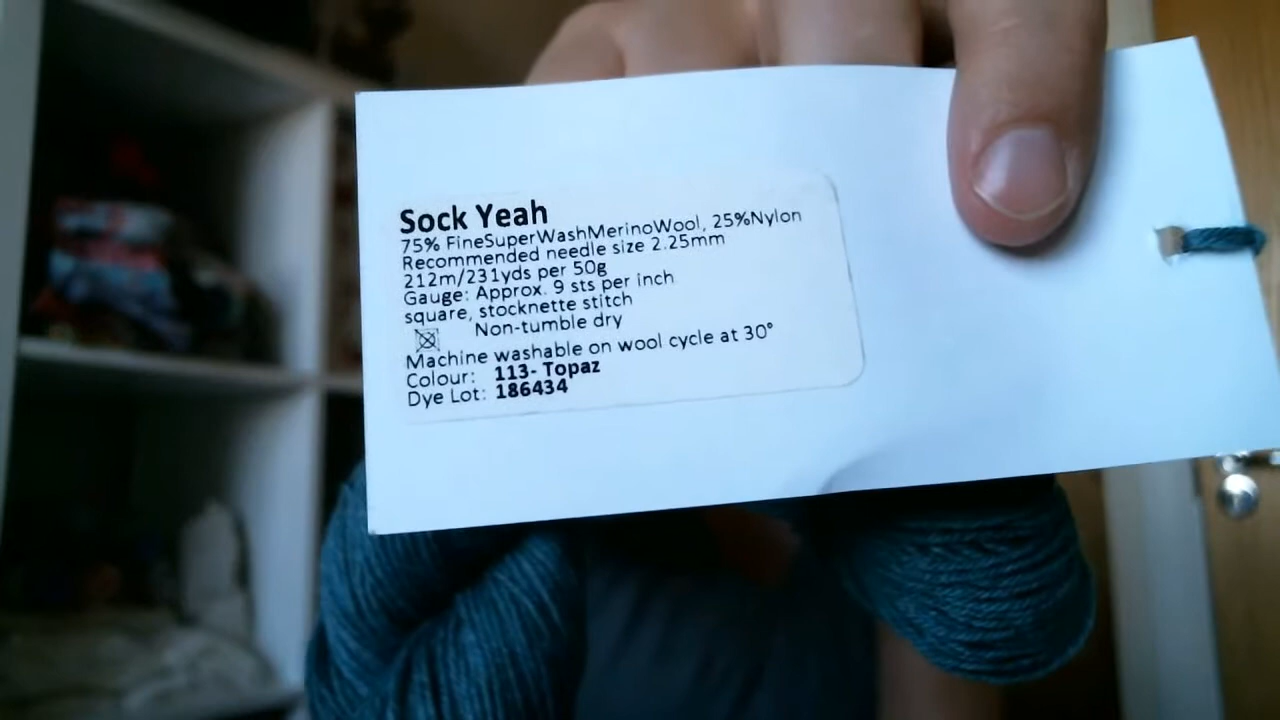 Sock Yeah
75% FineSuperWashMerinoWool, 25%Nylon
Recommended needle size 2.25mm
212m/231yds per 50g
Gauge: Approx. 9 sts per inch
square, stocknette stitch
Non-tumble dry
Machine washable on wool cycle at 30°
Colour: 113- Topaz
Dye Lot: 186434